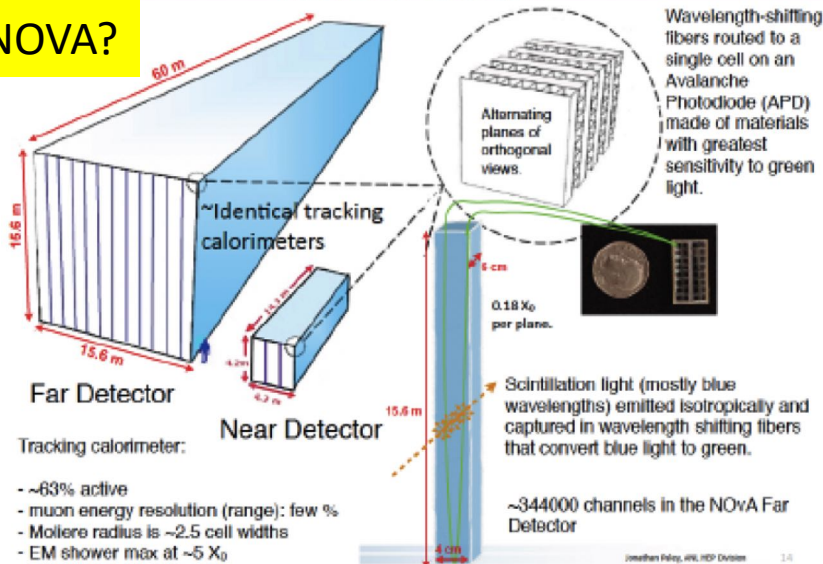 NOVA?
60 m
15.6 m
15.6 m
~Identical tracking
calorimeters
4.2m
Far Detector
Near Detector
Tracking calorimeter:
- ~63% active
- muon energy resolution (range): few %
- Moliere radius is ~2.5 cell widths
- EM shower max at ~5 X₀
Alternating
planes of
orthogonal
views.
Wavelength-shifting
fibers routed to a
single cell on an
Avalanche
Photodiode (APD)
made of materials
with greatest
sensitivity to green
light.
6 cm
0.18 X₀
per plane.
15.6 m
4 cm
Scintillation light (mostly blue
wavelengths) emitted isotropically and
captured in wavelength shifting fibers
that convert blue light to green.
~344000 channels in the NOvA Far
Detector
Jonathan Paley, ANL HEP Division
14